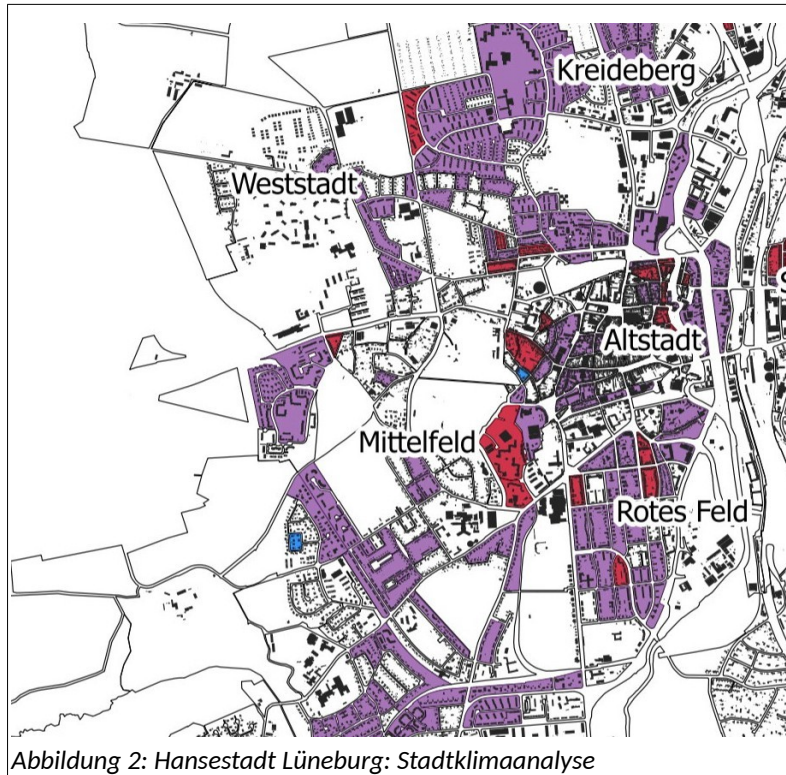 Kreideberg
Weststadt
Altstadt
Mittelfeld
Rotes Feld
Abbildung 2: Hansestadt Lüneburg: Stadtklimaanalyse